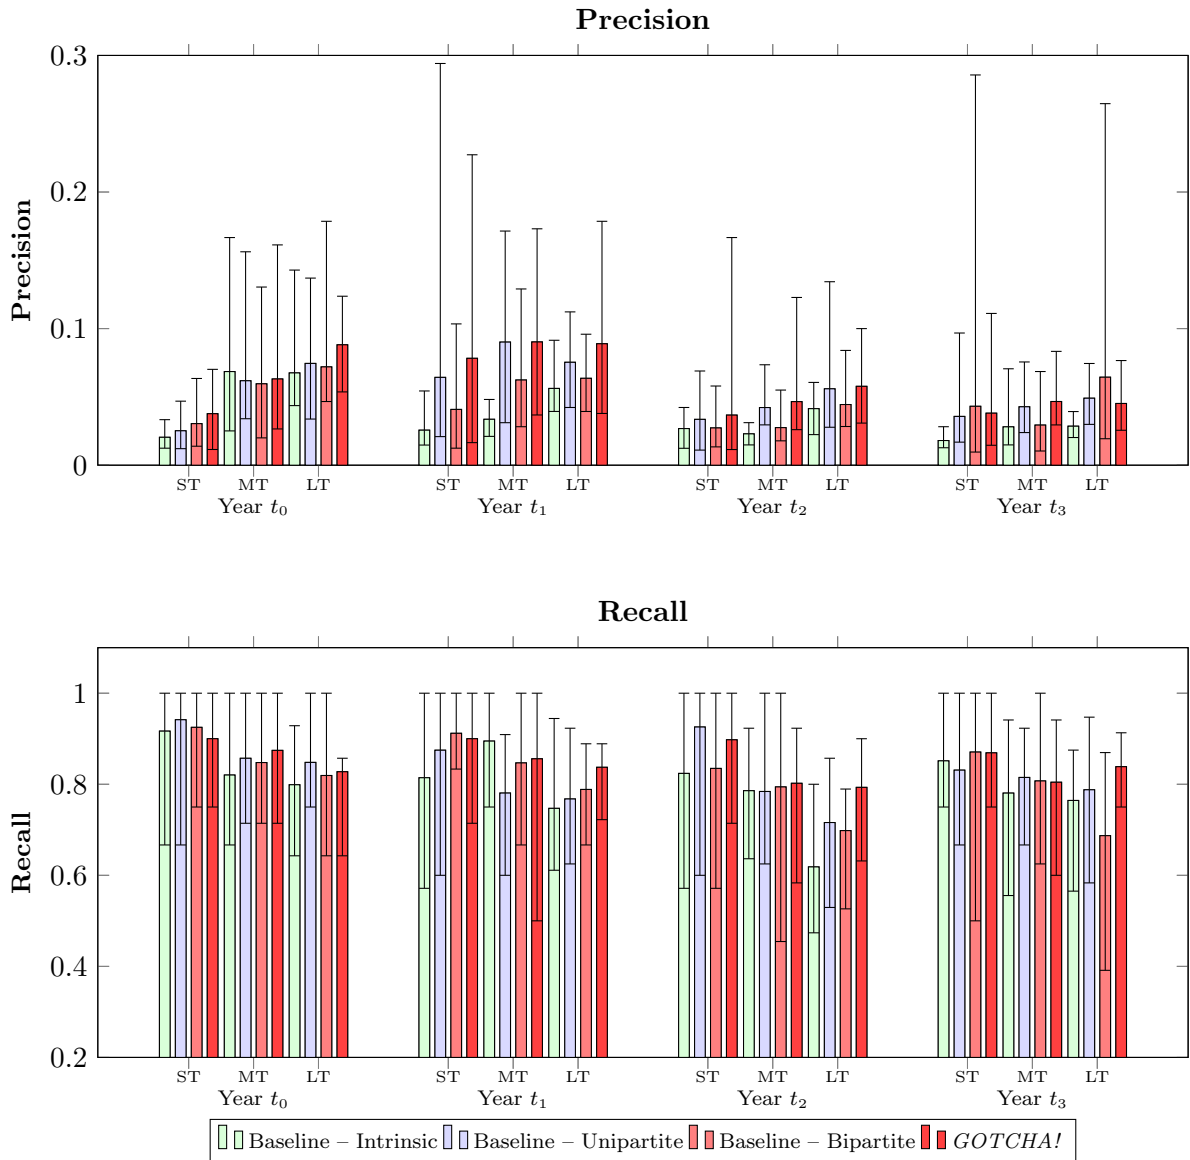 Precision
0.3
0.2
0.1
0
Precision
ST MT LT ST MT LT ST MT LT ST MT LT
Year t₀ Year t₁ Year t₂ Year t₃
Recall
1
0.8
0.6
0.4
0.2
Recall
ST MT LT ST MT LT ST MT LT ST MT LT
Year t₀ Year t₁ Year t₂ Year t₃
Baseline – Intrinsic Baseline – Unipartite Baseline – Bipartite GOTCHA!